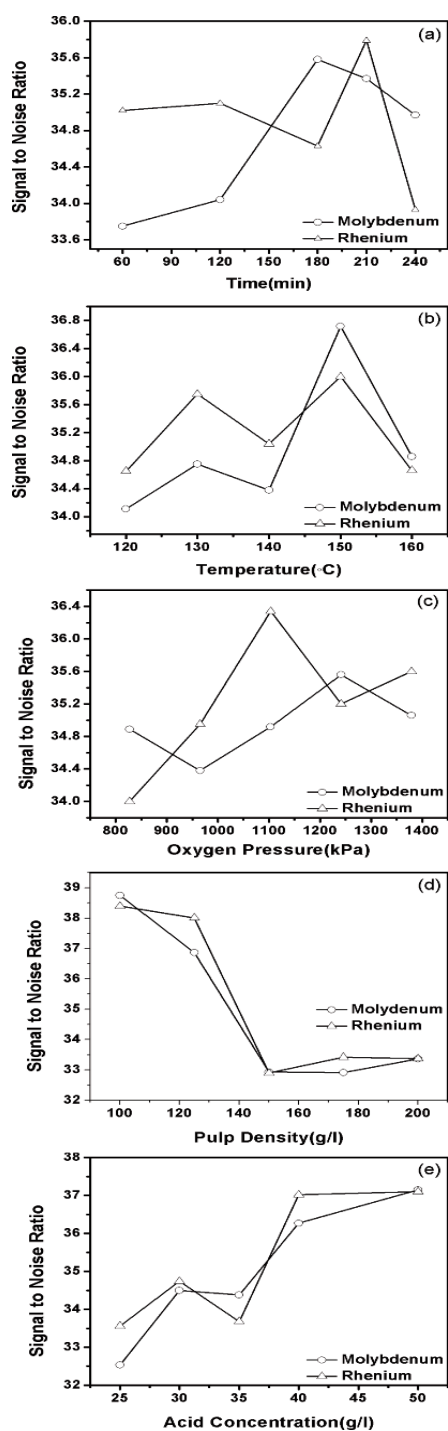 (a)
Signal to Noise Ratio
36.0
35.6
35.2
34.8
34.4
34.0
33.6
Molybdenum
Rhenium
60 90 120 150 180 210 240
Time(min)
(b)
Signal to Noise Ratio
36.8
36.4
36.0
35.6
35.2
34.8
34.4
34.0
Molybdenum
Rhenium
120 130 140 150 160
Temperature(◦C)
(c)
Signal to Noise Ratio
36.4
36.0
35.6
35.2
34.8
34.4
34.0
Molybdenum
Rhenium
800 900 1000 1100 1200 1300 1400
Oxygen Pressure(kPa)
(d)
Signal to Noise Ratio
39
38
37
36
35
34
33
32
Molydenum
Rhenium
100 120 140 160 180 200
Pulp Density(g/l)
(e)
Signal to Noise Ratio
37
36
34
33
32
Molybdenum
Rhenium
25 30 35 40 45 50
Acid Concentration(g/l)